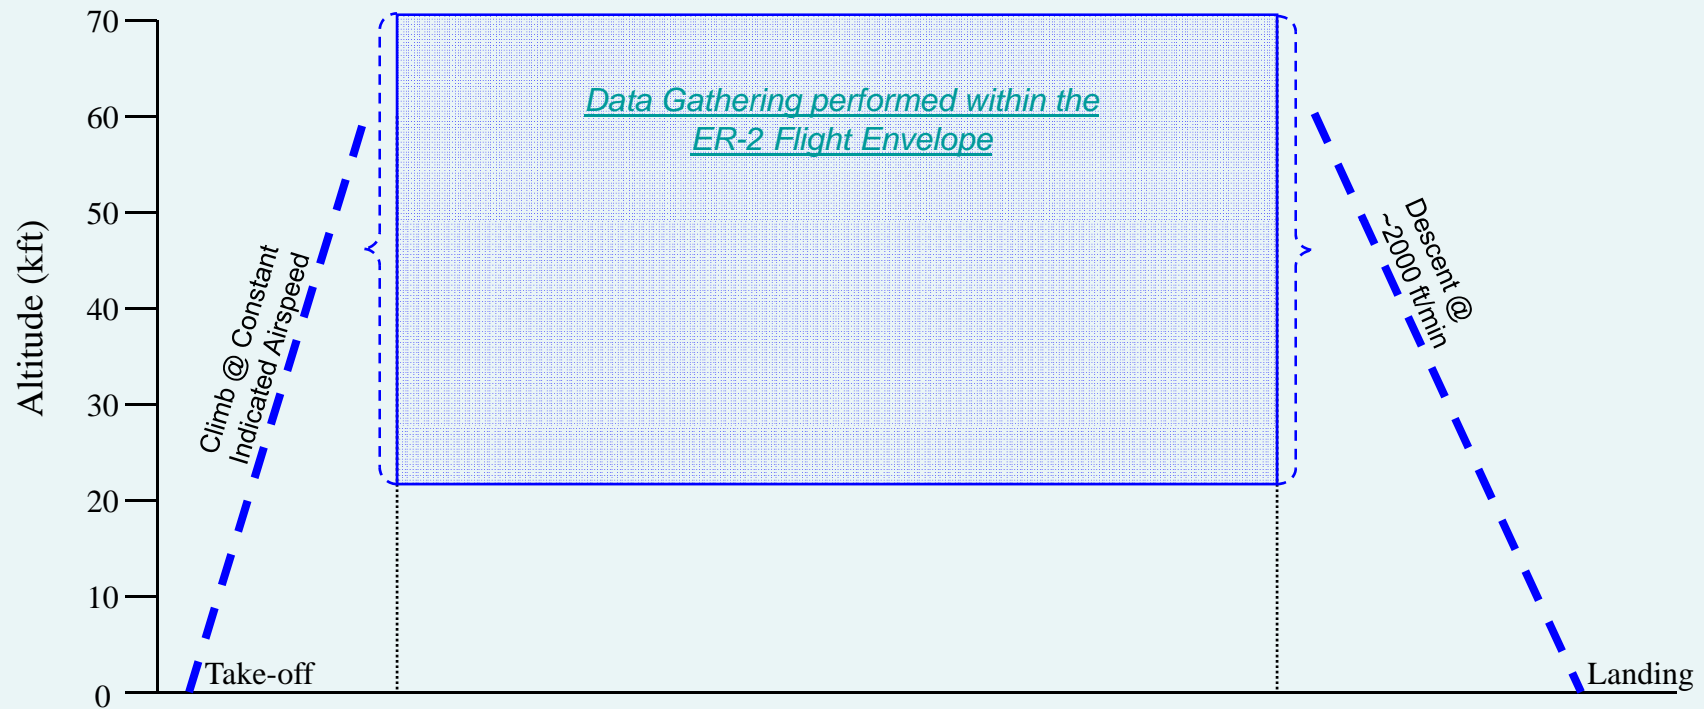 70
60
50
40
30
20
10
0
Altitude (kft)
Data Gathering performed within the
ER-2 Flight Envelope
Climb @ Constant
Indicated Airspeed
Descent @
~2000 ft/min
Take-off
Landing